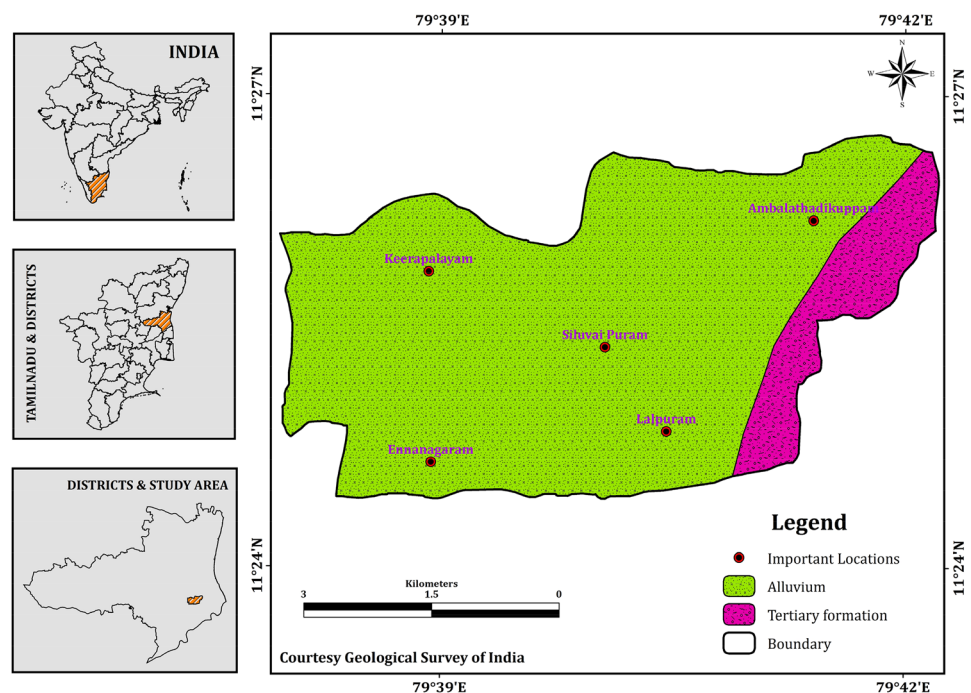 INDIA
TAMILNADU & DISTRICTS
DISTRICTS & STUDY AREA
79°39'E
79°42'E
11°27'N
11°27'N
N
W
E
S
Ambalathadikuppam
Keerapalayam
Siluvai Puram
Lalpuram
Ennanagaram
11°24'N
11°24'N
Legend
Important Locations
Alluvium
Tertiary formation
Boundary
Kilometers
3
1.5
0
Courtesy Geological Survey of India
79°39'E
79°42'E